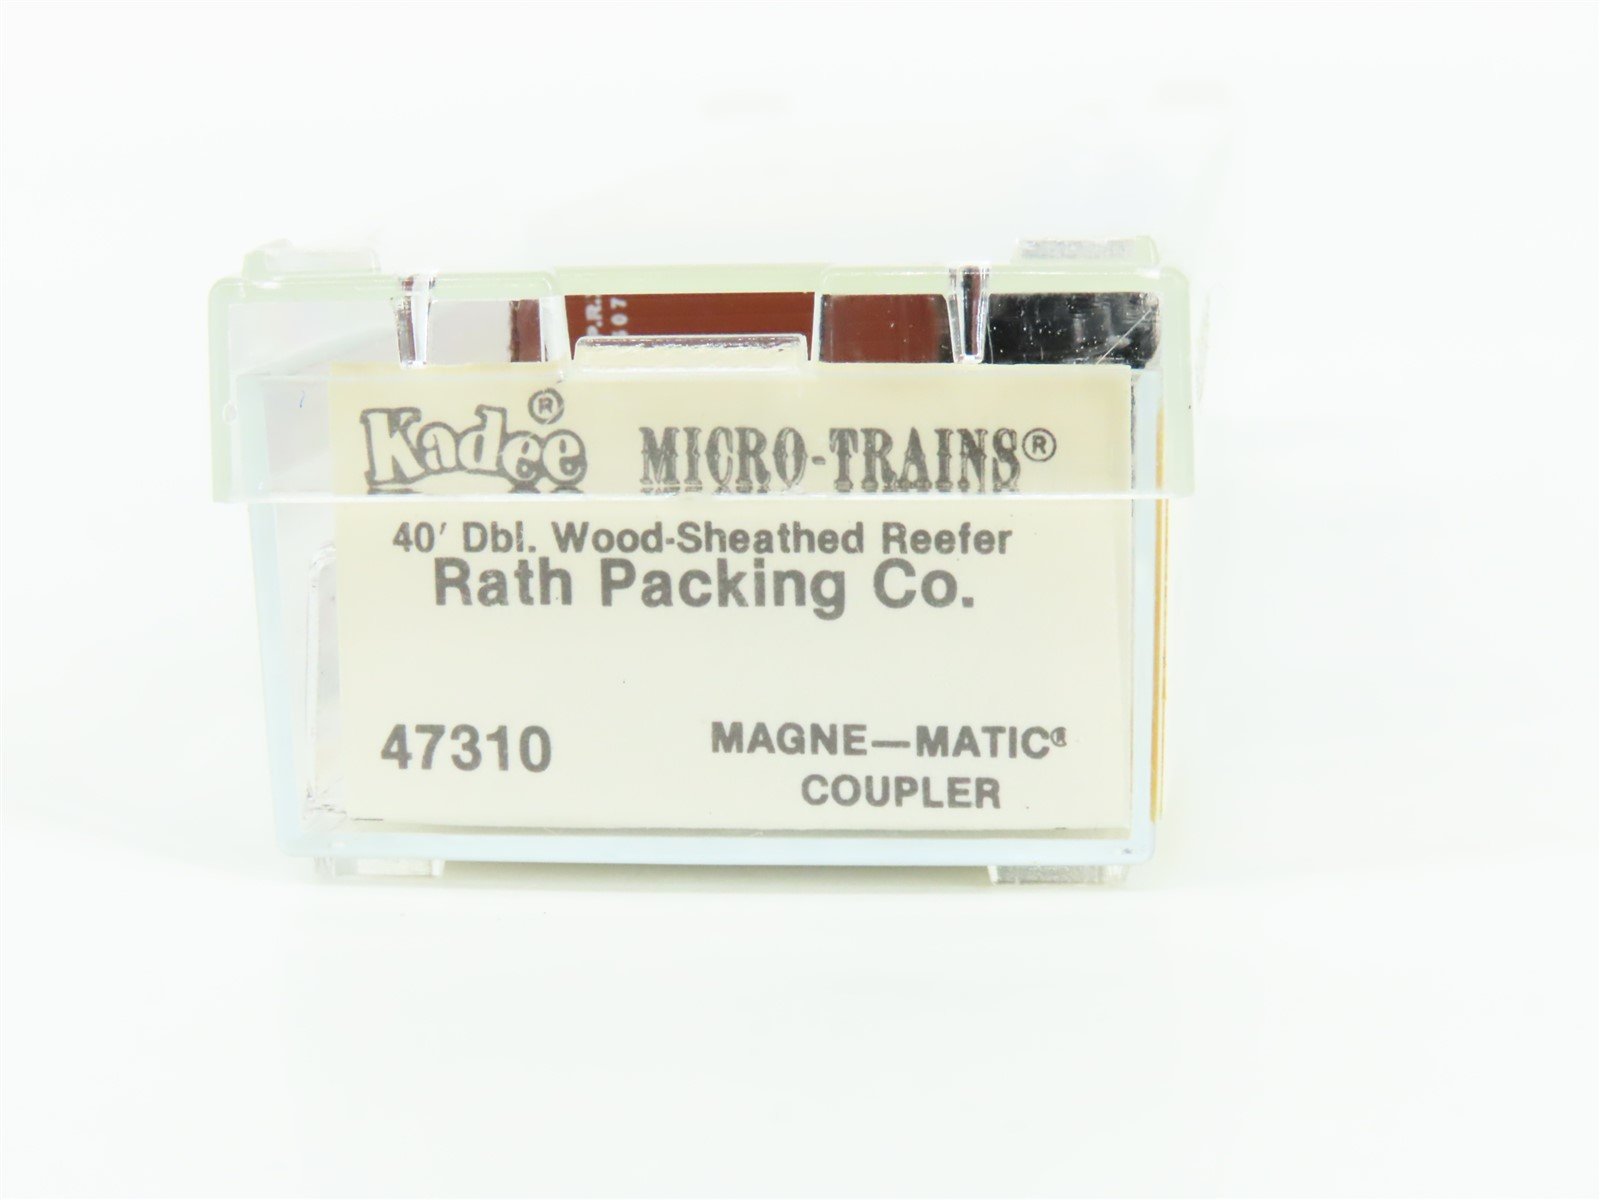 Kadee® MICRO-TRAINS®
40' Dbl. Wood-Sheathed Reefer
Rath Packing Co.
47310
MAGNE—MATIC®
COUPLER